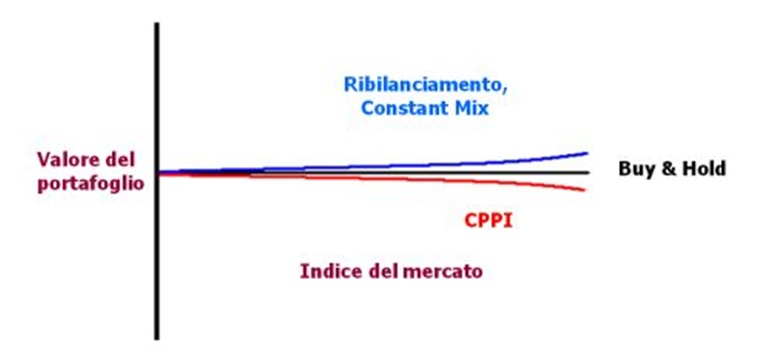 Ribilanciamento,
Constant Mix
Valore del
portafoglio
Buy & Hold
CPPI
Indice del mercato